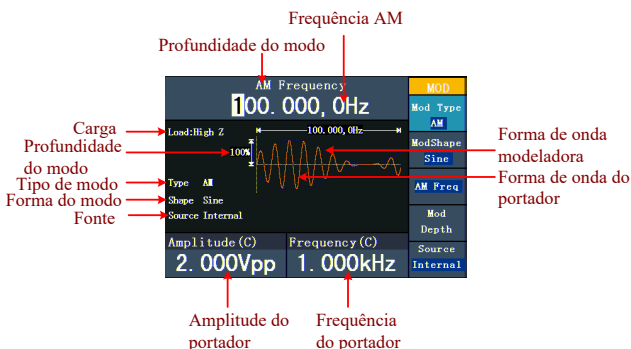 Frequência AM
Profundidade do modo
AM Frequency
100. 000, 0Hz
MOD
Mod Type
AM
ModShape
Sine
AM Freq
Mod
Depth
Source
Internal
Load:High Z
100. 000, 0Hz
100%
Type AM
Shape Sine
Source Internal
Amplitude(C)
2. 000Vpp
Frequency(C)
1. 000kHz
Carga
Profundidade
do modo
Tipo de modo
Forma do modo
Fonte
Forma de onda
modeladora
Forma de onda do
portador
Amplitude do
portador
Frequência
do portador